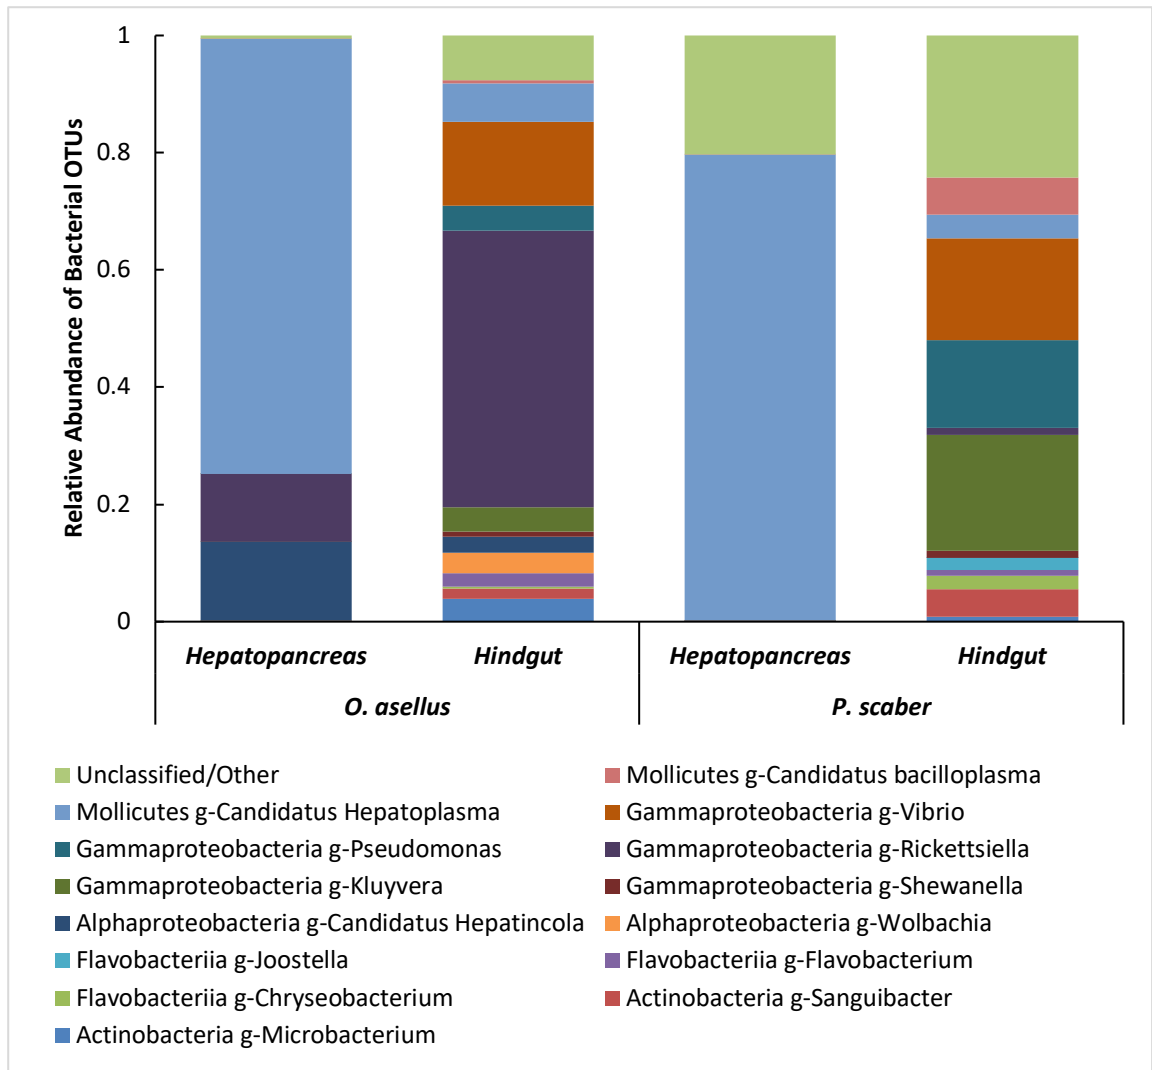 Relative Abundance of Bacterial OTUs
1
0.8
0.6
0.4
0.2
0
Hepatopancreas Hindgut Hepatopancreas Hindgut
O. asellus P. scaber
Unclassified/Other Mollicutes g-Candidatus bacilloplasma
Mollicutes g-Candidatus Hepatoplasma Gammaproteobacteria g-Vibrio
Gammaproteobacteria g-Pseudomonas Gammaproteobacteria g-Rickettsiella
Gammaproteobacteria g-Kluyvera Gammaproteobacteria g-Shewanella
Alphaproteobacteria g-Candidatus Hepatincola Alphaproteobacteria g-Wolbachia
Flavobacteriia g-Joostella Flavobacteriia g-Flavobacterium
Flavobacteriia g-Chryseobacterium Actinobacteria g-Sanguibacter
Actinobacteria g-Microbacterium